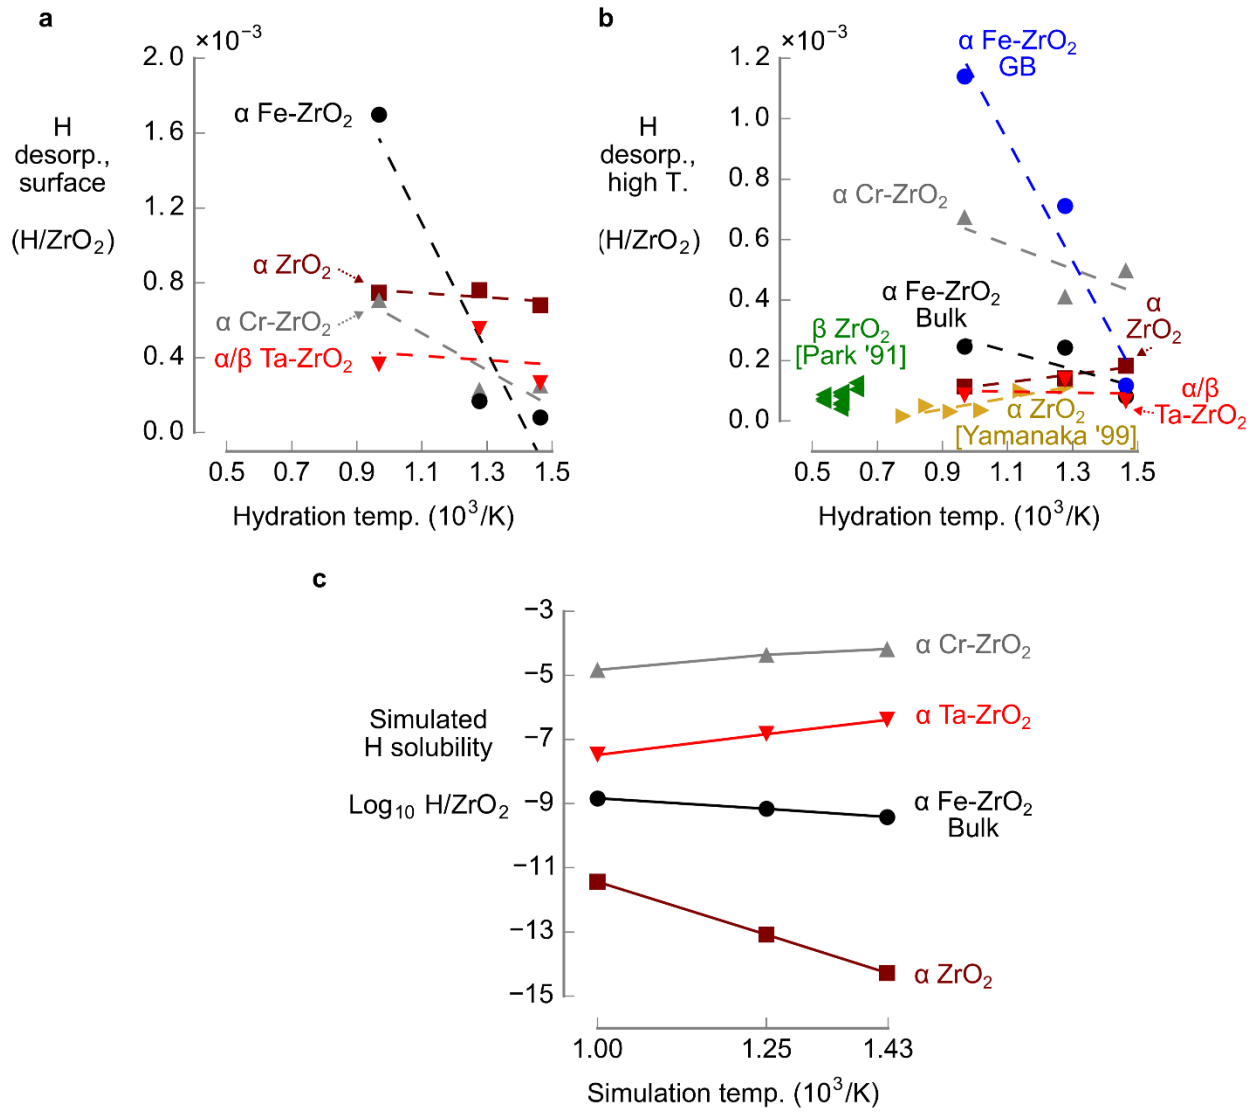 a
×10⁻³
2.0
1.6
1.2
0.8
0.4
0.0
H
desorp.,
surface
(H/ZrO₂)
α Fe-ZrO₂
α ZrO₂
α Cr-ZrO₂
α/β Ta-ZrO₂
0.5 0.7 0.9 1.1 1.3 1.5
Hydration temp. (10³/K)
b
×10⁻³
1.2
1.0
0.8
0.6
0.4
0.2
0.0
H
desorp.,
high T.
(H/ZrO₂)
α Fe-ZrO₂
GB
α Cr-ZrO₂
α Fe-ZrO₂
Bulk
α
ZrO₂
β ZrO₂
[Park '91]
α/β
Ta-ZrO₂
α ZrO₂
[Yamanaka '99]
0.5 0.7 0.9 1.1 1.3 1.5
Hydration temp. (10³/K)
c
−3
−5
−7
−9
−11
−13
−15
Simulated
H solubility
Log₁₀ H/ZrO₂
α Cr-ZrO₂
α Ta-ZrO₂
α Fe-ZrO₂
Bulk
α ZrO₂
1.00 1.25 1.43
Simulation temp. (10³/K)